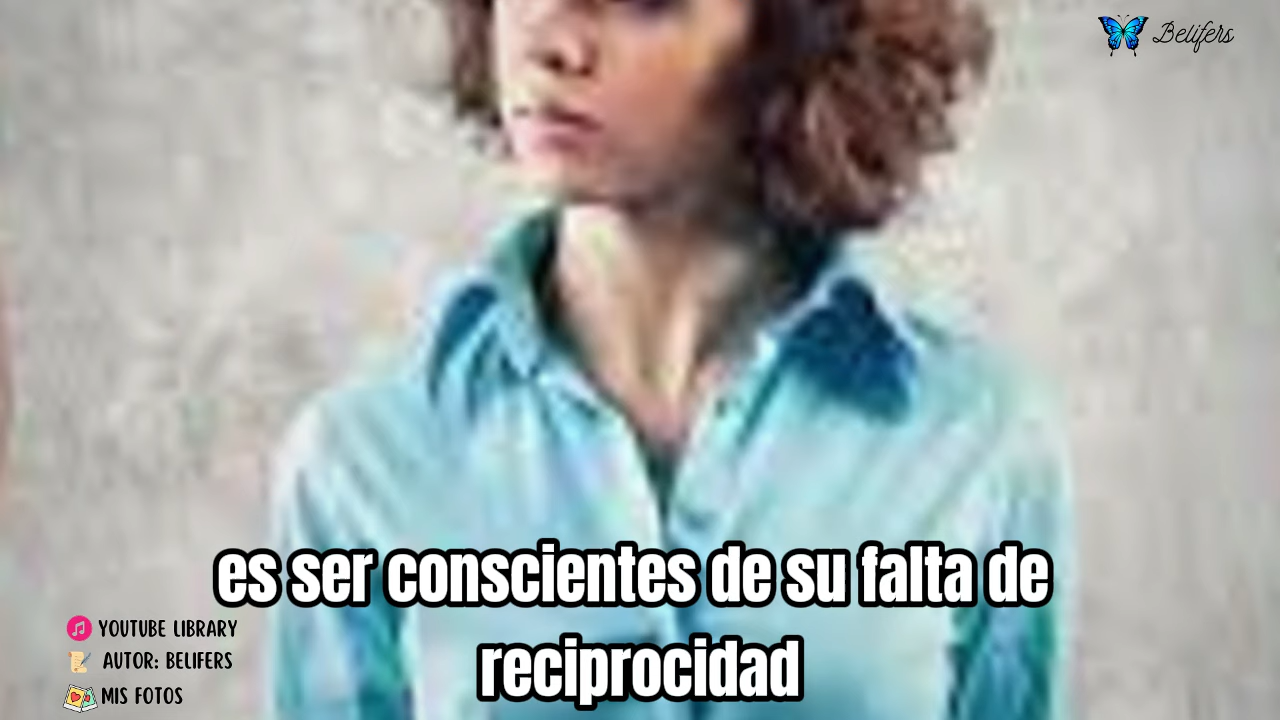 Belifers
es ser conscientes de su falta de
reciprocidad
YOUTUBE LIBRARY
AUTOR: BELIFERS
MIS FOTOS